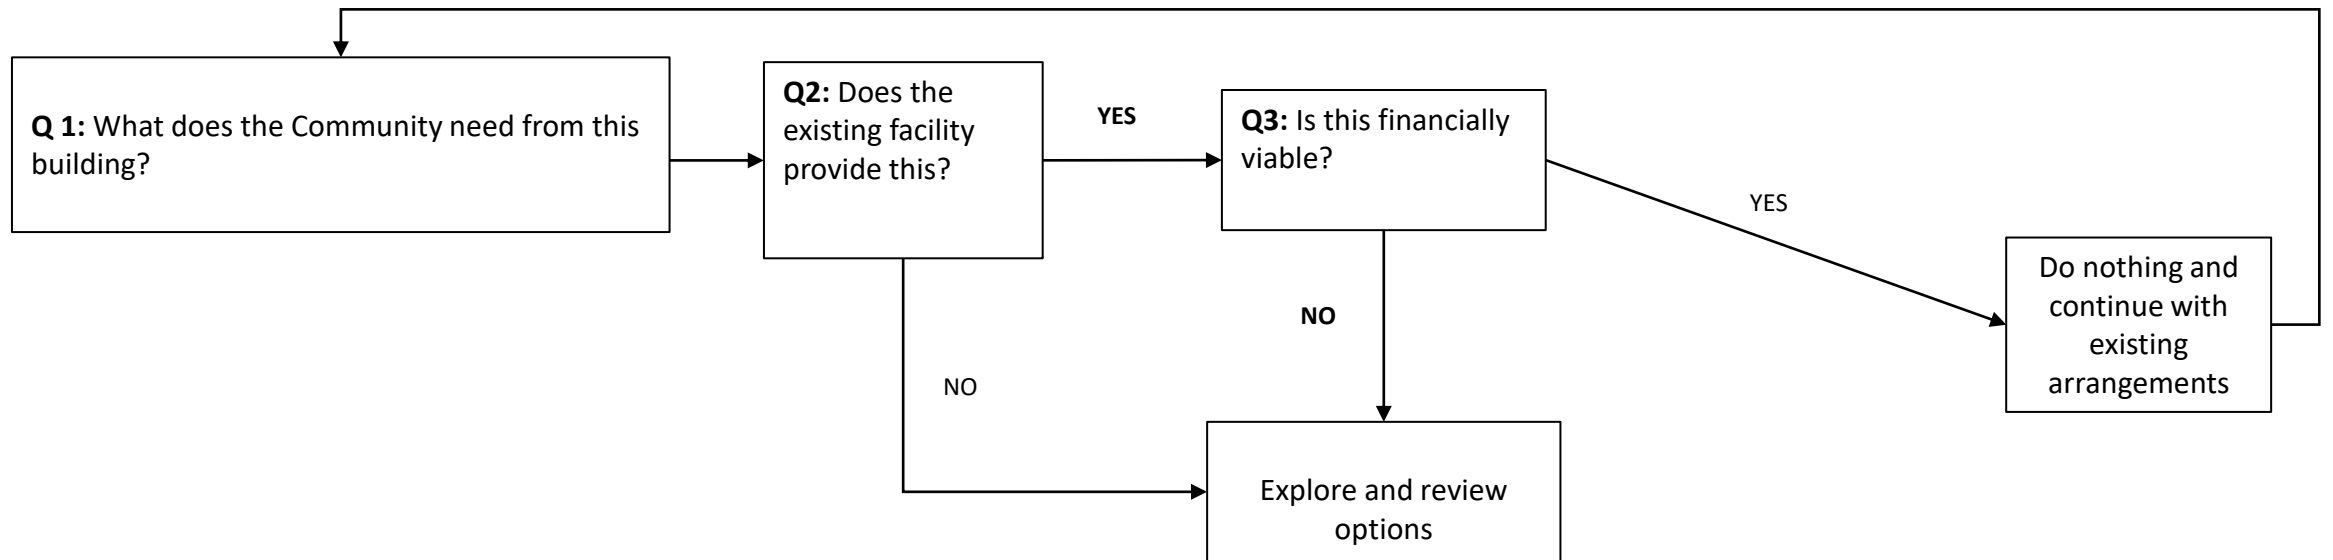 Q 1: What does the Community need from this
building?
Q2: Does the
existing facility
provide this?
YES
Q3: Is this financially
viable?
YES
NO
NO
Do nothing and
continue with
existing
arrangements
Explore and review
options